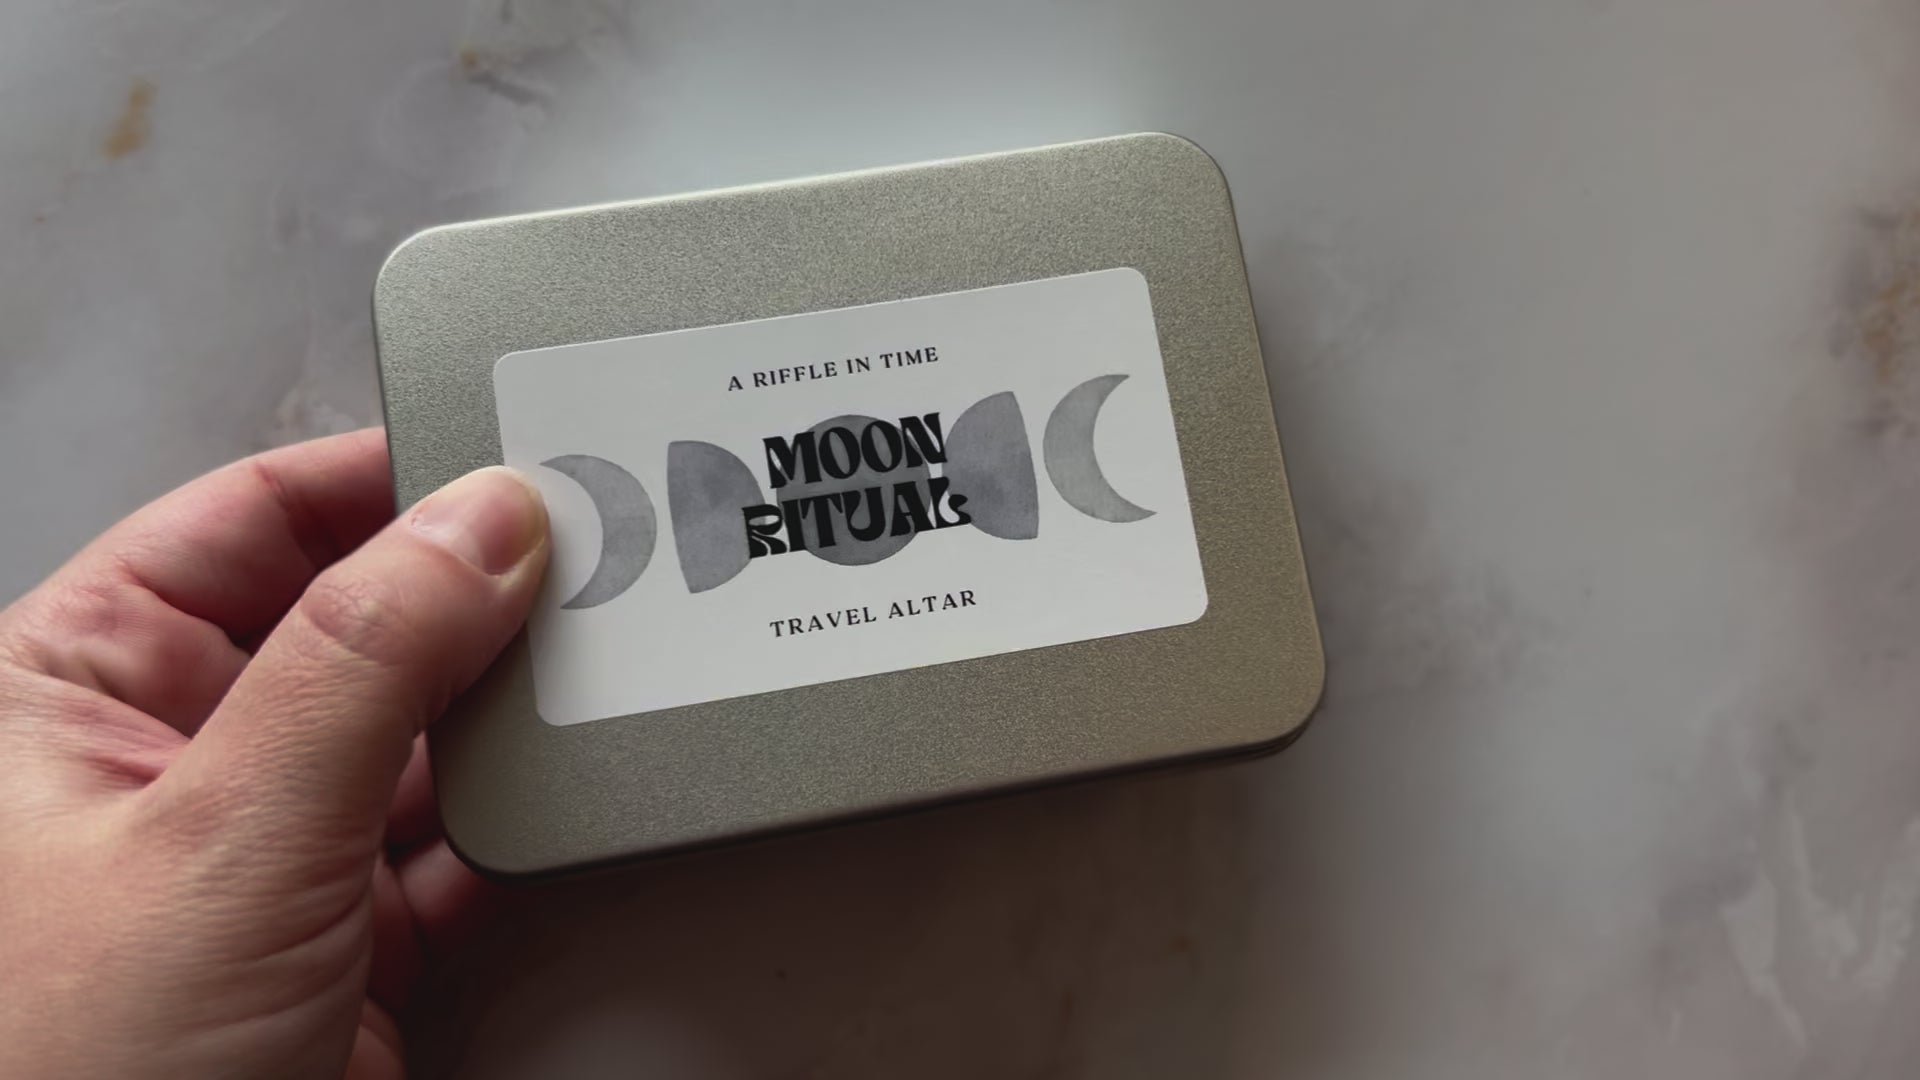 A RIFFLE IN TIME
MOON
RITUAL
TRAVEL ALTAR